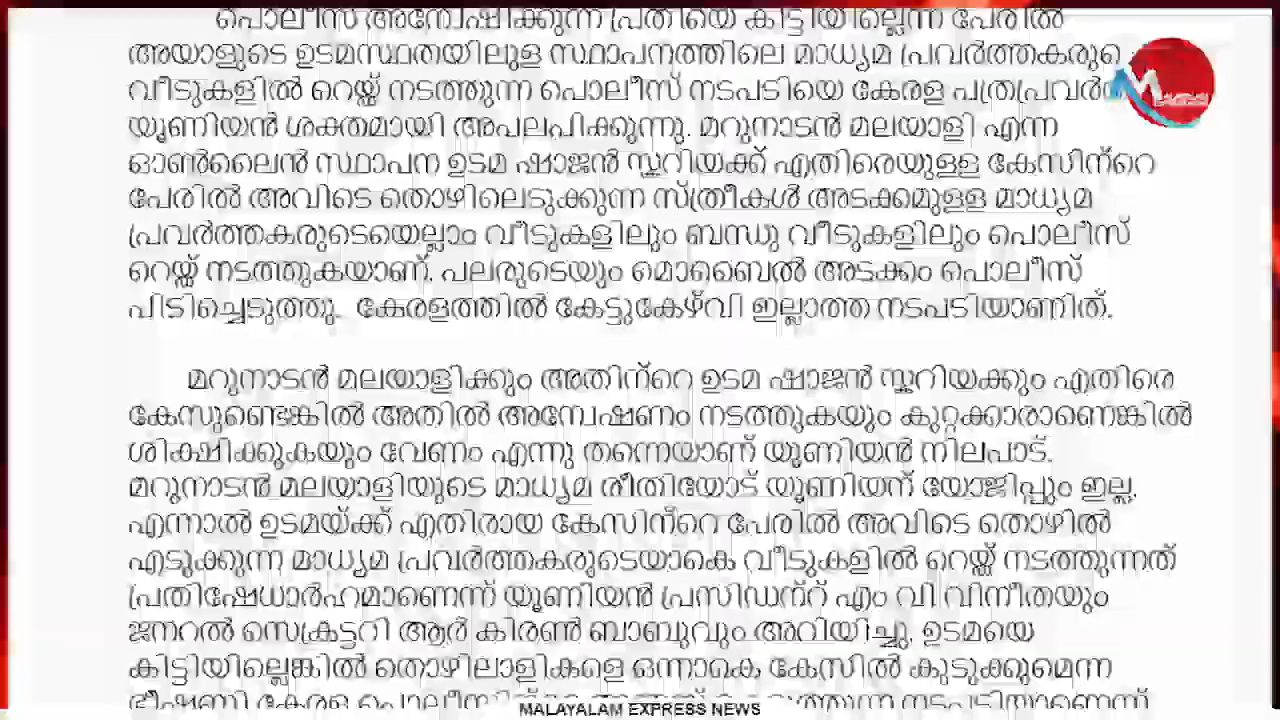 പൊലീസ് അന്വേഷിക്കുന്ന പ്രതിയെ കിട്ടിയില്ലെന്ന പേരിൽ
അയാളുടെ ഉടമസ്ഥതയിലുള സ്ഥാപനത്തിലെ മാധ്യമ പ്രവർത്തകരുടെ
വീടുകളിൽ റെയ്ഡ് നടത്തുന്ന പൊലീസ് നടപടിയെ കേരള
യൂണിയൻ ശക്തമായി അപലപിക്കുന്നു. മറുനാടൻ മലയാളി എന്ന
ഓൺലൈൻ സ്ഥാപന ഉടമ ഷാജൻ സ്കറിയക്ക് എതിരെയുള്ള കേസിന്റെ
പേരിൽ അവിടെ തൊഴിലെടുക്കുന്ന സ്ത്രീകൾ അടക്കമുള്ള മാധ്യമ
പ്രവർത്തകരുടെയെല്ലാം വീടുകളിലും ബന്ധു വീടുകളിലും പൊലീസ്
റെയ്ഡ് നടത്തുകയാണ്. പലരുടെയും മൊബൈൽ അടക്കം പൊലീസ്
പിടിച്ചെടുത്തു. കേരളത്തിൽ കേട്ടുകേഴ്വി ഇല്ലാത്ത നടപടിയാണിത്.
മറുനാടൻ മലയാളിക്കും അതിന്റെ ഉടമ ഷാജൻ സ്കറിയക്കും എതിരെ
കേസുണ്ടെങ്കിൽ അതിൽ അന്വേഷണം നടത്തുകയും കുറ്റക്കാരാണെങ്കിൽ
ശിക്ഷിക്കുകയും വേണം എന്നു തന്നെയാണ് യൂണിയൻ നിലപാട്.
മറുനാടൻ മലയാളിയുടെ മാധ്യമ രീതിയോട് യൂണിയന് യോജിപ്പും ഇല്ല.
എന്നാൽ ഉടമയ്ക്ക് എതിരായ കേസിന്റെ പേരിൽ അവിടെ തൊഴിൽ
എടുക്കുന്ന മാധ്യമ പ്രവർത്തകരുടെയാകെ വീടുകളിൽ റെയ്ഡ് നടത്തുന്നത്
പ്രതിഷേധാർഹമാണെന്ന് യൂണിയൻ പ്രസിഡന്റ് എം വി വിനീതയും
ജനറൽ സെക്രട്ടറി ആർ കിരൺ ബാബുവും അറിയിച്ചു. ഉടമയെ
കിട്ടിയില്ലെങ്കിൽ തൊഴിലാളികളെ ഒന്നാകെ കേസിൽ കുടുക്കുമെന്ന
ഭീഷണി കേരള നടപടിയാണെന്ന്
MALAYALAM EXPRESS NEWS